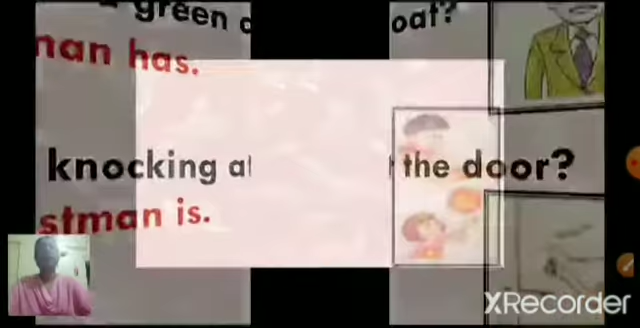 green
oat?
man has.
knocking at the door?
stman is.
XRecorder